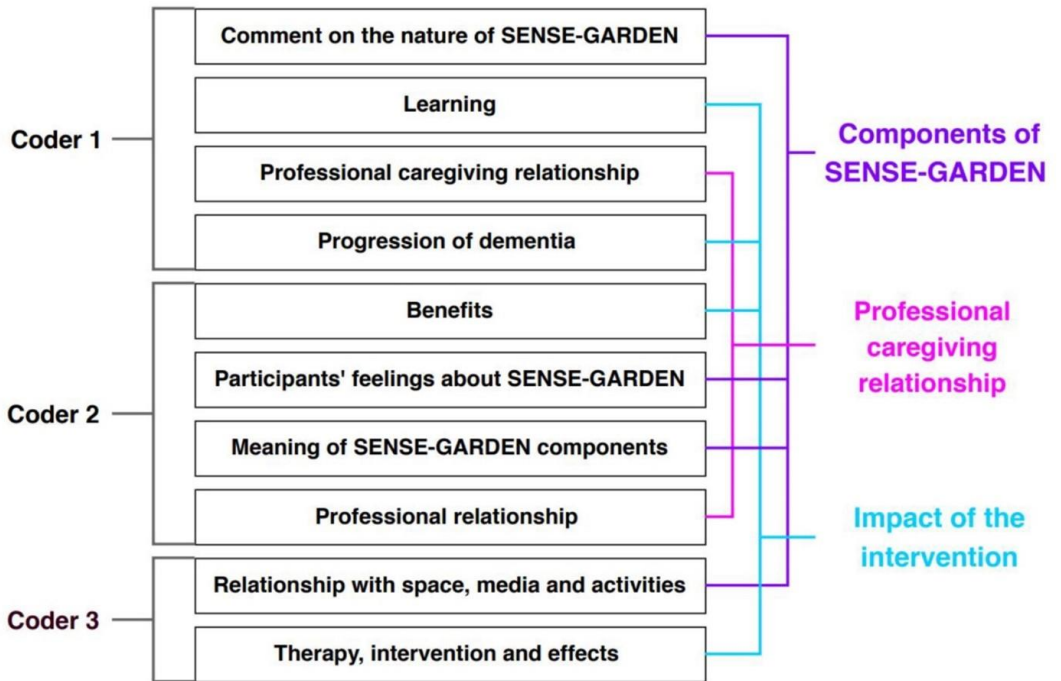 Coder 1
Comment on the nature of SENSE-GARDEN
Learning
Professional caregiving relationship
Progression of dementia
Coder 2
Benefits
Participants' feelings about SENSE-GARDEN
Meaning of SENSE-GARDEN components
Professional relationship
Coder 3
Relationship with space, media and activities
Therapy, intervention and effects
Components of
SENSE-GARDEN
Professional
caregiving
relationship
Impact of the
intervention